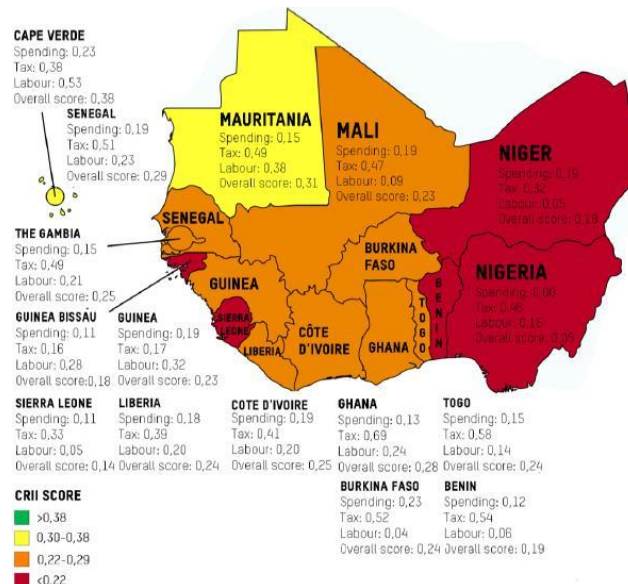 CAPE VERDE
Spending: 0,23
Tax: 0,38
Labour: 0,53
Overall score: 0,38
SENEGAL
Spending: 0,19
Tax: 0,51
Labour: 0,23
Overall score: 0,29
MAURITANIA
Spending: 0,15
Tax: 0,49
Labour: 0,38
Overall score: 0,31
MALI
Spending: 0,19
Tax: 0,47
Labour: 0,09
Overall score: 0,23
NIGER
Spending: 0,19
Tax: 0,32
Labour: 0,05
Overall score: 0,18
SENEGAL
THE GAMBIA
Spending: 0,15
Tax: 0,49
Labour: 0,21
Overall score: 0,25
BURKINA
FASO
NIGERIA
Spending: 0,00
Tax: 0,46
Labour:
Overall score: 0,05
GUINEA
SIERRA
LEONE
LIBERIA
CÔTE
D'IVOIRE
GHANA
TOGO
BENIN
GUINEA BISSAU
Spending: 0,11
Tax: 0,16
Labour: 0,28
Overall score:0,18
GUINEA
Spending: 0,19
Tax: 0,17
Labour: 0,32
Overall score: 0,23
SIERRA LEONE
Spending: 0,11
Tax: 0,33
Labour: 0,05
Overall score: 0,14
LIBERIA
Spending: 0,18
Tax: 0,39
Labour: 0,20
Overall score: 0,24
COTE D'IVOIRE
Spending: 0,19
Tax: 0,41
Labour: 0,20
Overall score: 0,25
GHANA
Spending: 0,13
Tax: 0,69
Labour: 0,24
Overall score: 0,28
TOGO
Spending: 0,15
Tax: 0,58
Labour: 0,14
Overall score: 0,24
BURKINA FASO
Spending: 0,23
Tax: 0,52
Labour: 0,04
Overall score: 0,24
BENIN
Spending: 0,12
Tax: 0,54
Labour: 0,06
Overall score: 0,19
CRII SCORE
>0,38
0,30-0,38
0,22-0,29
<0.22